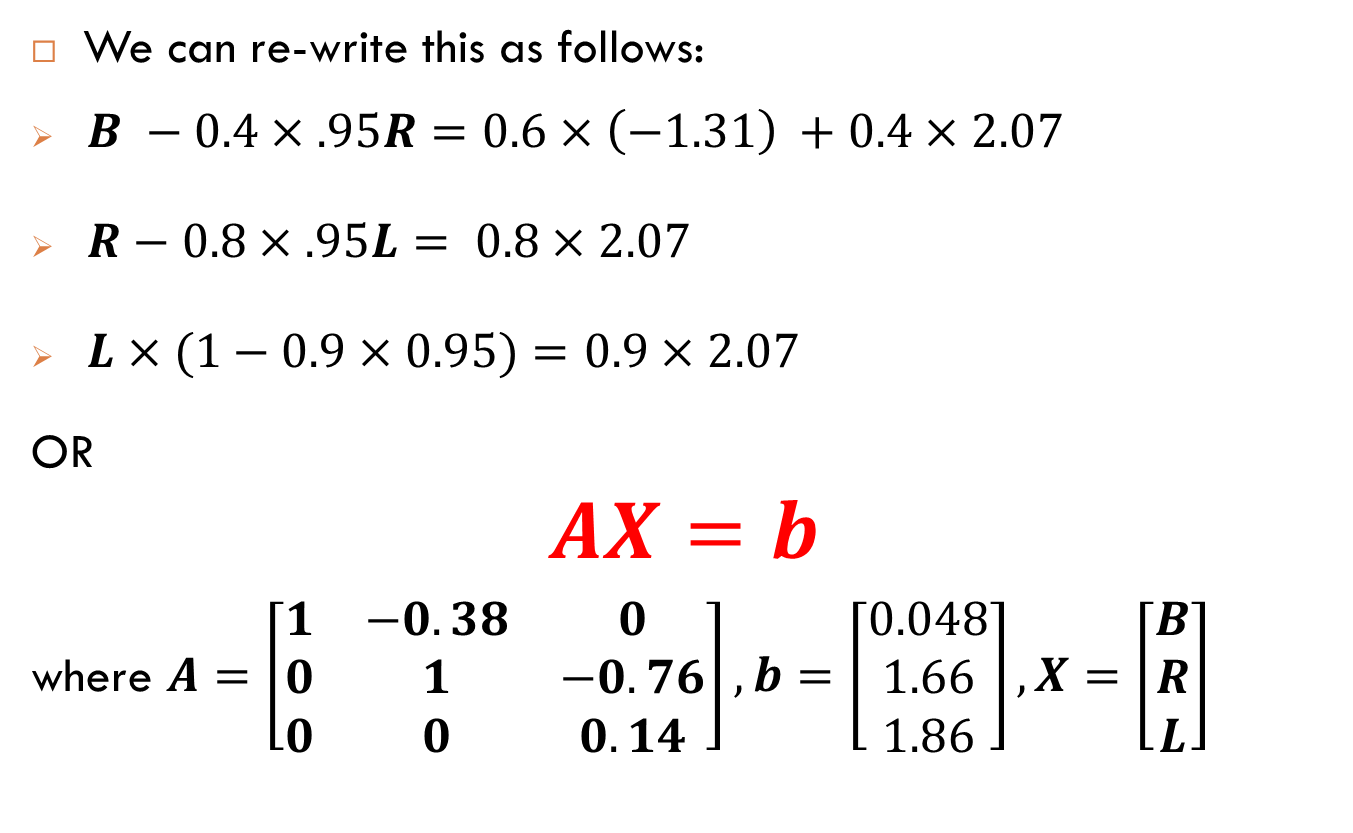 We can re-write this as follows:
B − 0.4 × .95R = 0.6 × (−1.31) + 0.4 × 2.07
R − 0.8 × .95L = 0.8 × 2.07
L × (1 − 0.9 × 0.95) = 0.9 × 2.07
OR
AX = b
where A = [1 −0.38 0
0 1 −0.76
0 0 0.14], b = [0.048
1.66
1.86], X = [B
R
L]